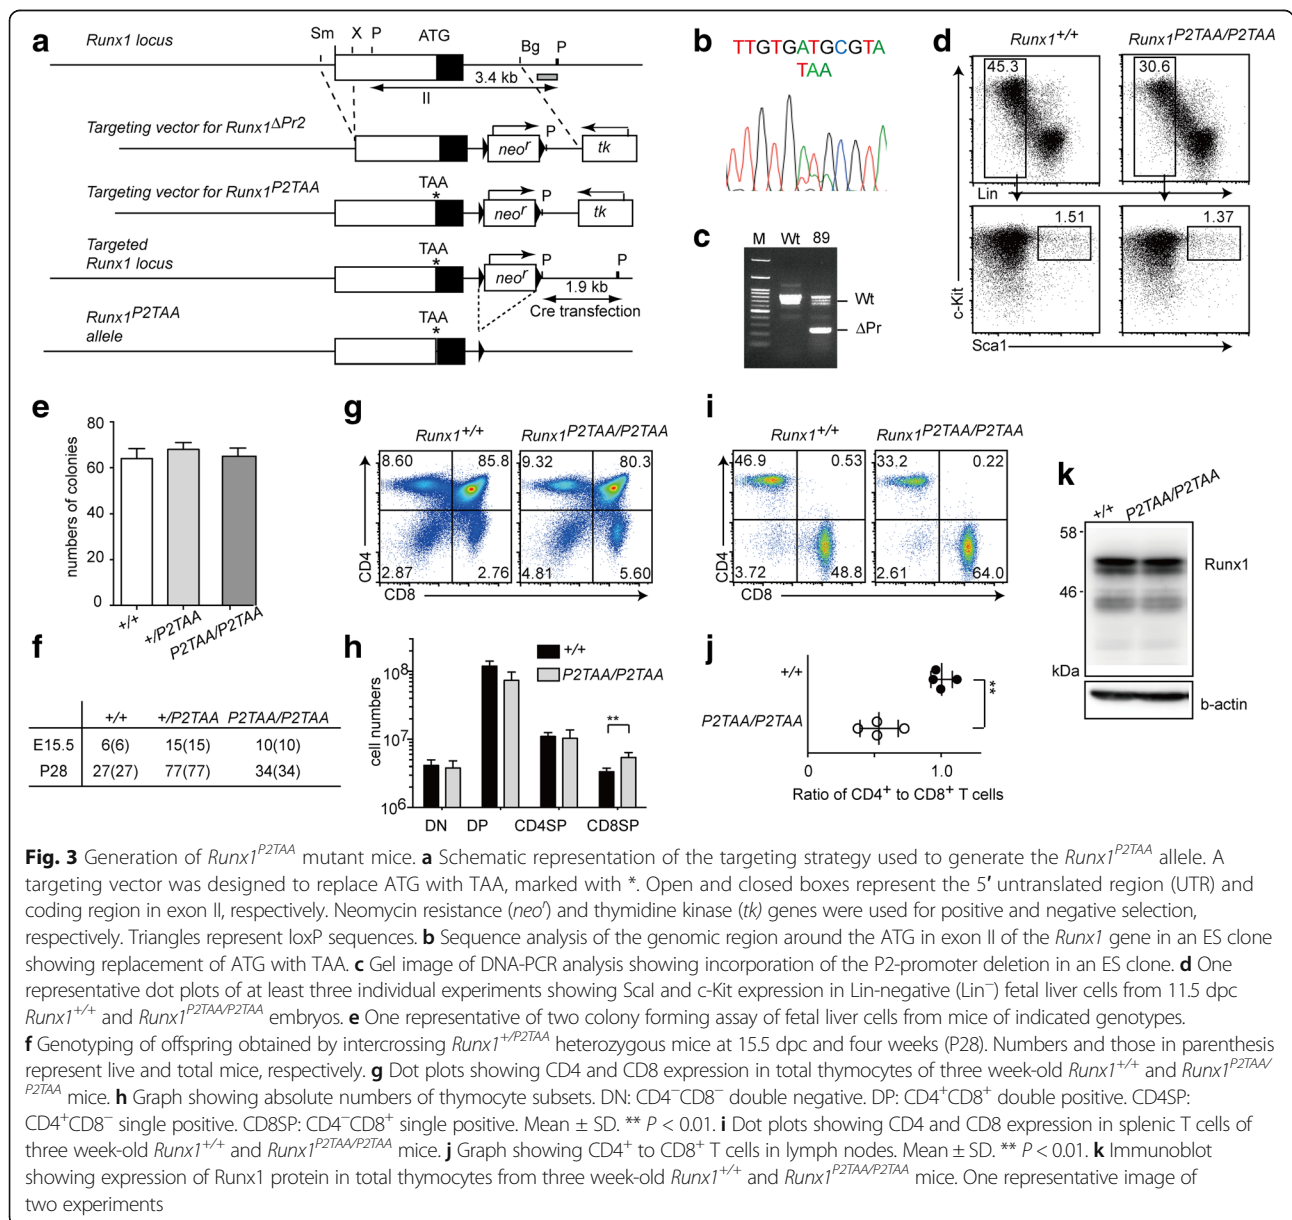 a
Runx1 locus
Sm
X
P
ATG
Bg
P
3.4 kb
II
Targeting vector for Runx1ΔPr2
neor
P
tk
Targeting vector for Runx1P2TAA
TAA
*
neor
P
tk
Targeted
Runx1 locus
TAA
*
neor
P
P
1.9 kb
Cre transfection
Runx1P2TAA
allele
TAA
*
b
TTGTGATGCGTA
TAA
c
M Wt 89
Wt
ΔPr
d
Runx1+/+
Runx1P2TAA/P2TAA
45.3
30.6
Lin
1.51
1.37
c-Kit
Sca1
e
numbers of colonies
80
60
40
20
0
+/+
+/P2TAA
P2TAA/P2TAA
f
+/+ +/P2TAA P2TAA/P2TAA
E15.5 6(6) 15(15) 10(10)
P28 27(27) 77(77) 34(34)
g
Runx1+/+
Runx1P2TAA/P2TAA
8.60 85.8
9.32 80.3
CD4
2.87 2.76
4.81 5.60
CD8
h
+/+
P2TAA/P2TAA
cell numbers
108
107
106
**
DN DP CD4SP CD8SP
i
Runx1+/+
Runx1P2TAA/P2TAA
46.9 0.53
33.2 0.22
CD4
3.72 48.8
2.61 64.0
CD8
j
+/+
**
P2TAA/P2TAA
0 1.0
Ratio of CD4+ to CD8+ T cells
k
+/+
P2TAA/P2TAA
58
Runx1
46
kDa
b-actin
Fig. 3 Generation of Runx1P2TAA mutant mice. a Schematic representation of the targeting strategy used to generate the Runx1P2TAA allele. A
targeting vector was designed to replace ATG with TAA, marked with *. Open and closed boxes represent the 5′ untranslated region (UTR) and
coding region in exon II, respectively. Neomycin resistance (neor) and thymidine kinase (tk) genes were used for positive and negative selection,
respectively. Triangles represent loxP sequences. b Sequence analysis of the genomic region around the ATG in exon II of the Runx1 gene in an ES clone
showing replacement of ATG with TAA. c Gel image of DNA-PCR analysis showing incorporation of the P2-promoter deletion in an ES clone. d One
representative dot plots of at least three individual experiments showing ScaI and c-Kit expression in Lin-negative (Lin−) fetal liver cells from 11.5 dpc
Runx1+/+ and Runx1P2TAA/P2TAA embryos. e One representative of two colony forming assay of fetal liver cells from mice of indicated genotypes.
f Genotyping of offspring obtained by intercrossing Runx1+/P2TAA heterozygous mice at 15.5 dpc and four weeks (P28). Numbers and those in parenthesis
represent live and total mice, respectively. g Dot plots showing CD4 and CD8 expression in total thymocytes of three week-old Runx1+/+ and Runx1P2TAA/
P2TAA mice. h Graph showing absolute numbers of thymocyte subsets. DN: CD4−CD8− double negative. DP: CD4+CD8+ double positive. CD4SP:
CD4+CD8− single positive. CD8SP: CD4−CD8+ single positive. Mean ± SD. ** P < 0.01. i Dot plots showing CD4 and CD8 expression in splenic T cells of
three week-old Runx1+/+ and Runx1P2TAA/P2TAA mice. j Graph showing CD4+ to CD8+ T cells in lymph nodes. Mean ± SD. ** P < 0.01. k Immunoblot
showing expression of Runx1 protein in total thymocytes from three week-old Runx1+/+ and Runx1P2TAA/P2TAA mice. One representative image of
two experiments